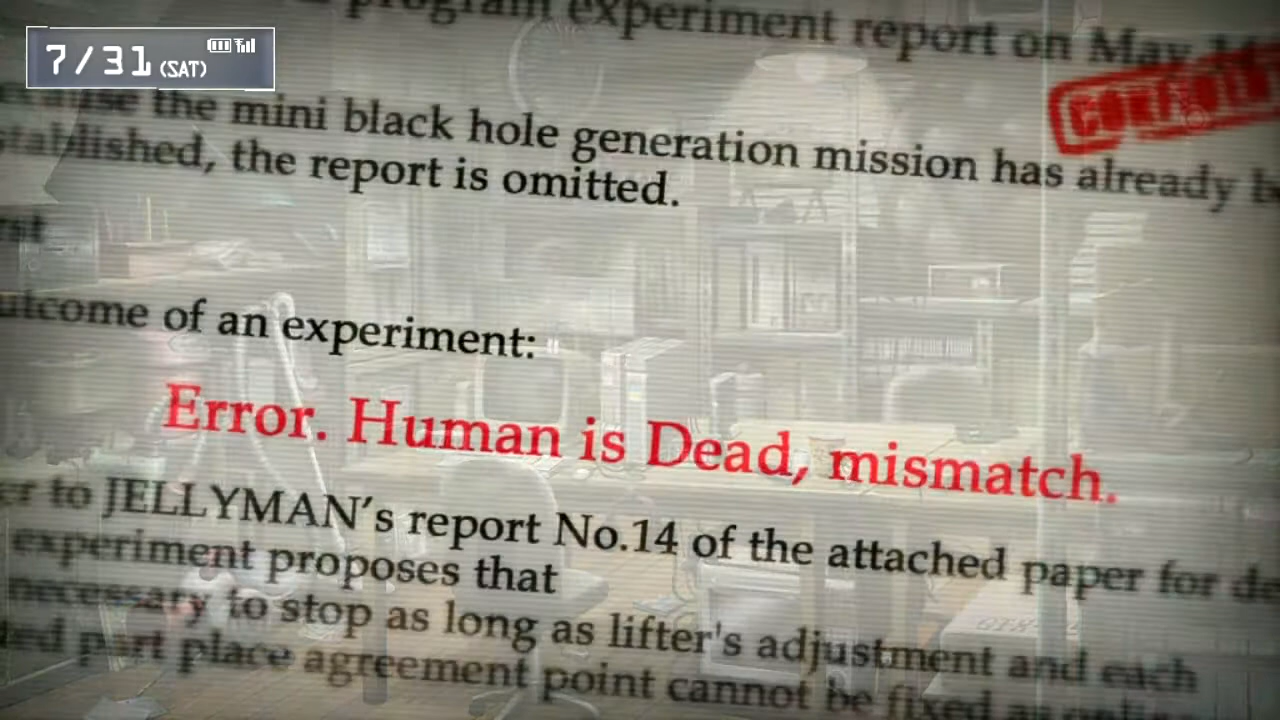 7/31 (SAT)
program experiment report on May
the mini black hole generation mission has already
established, the report is omitted.
outcome of an experiment:
Error. Human is Dead, mismatch.
to JELLYMAN's report No.14 of the attached paper for
experiment proposes that
necessary to stop as long as lifter's adjustment and each
part place agreement point cannot be fixed